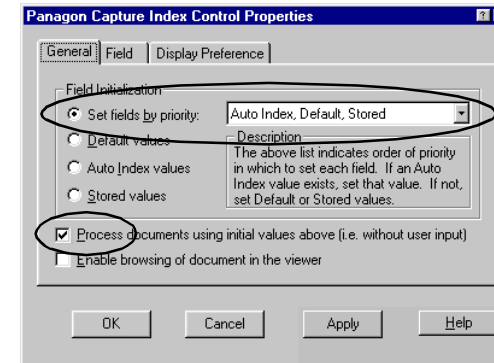 Panagon Capture Index Control Properties
General Field Display Preference
Field Initialization
Set fields by priority: Auto Index, Default, Stored
Default values
Auto Index values
Stored values
Description
The above list indicates order of priority
in which to set each field. If an Auto
Index value exists, set that value. If not,
set Default or Stored values.
Process documents using initial values above (i.e. without user input)
Enable browsing of document in the viewer
OK Cancel Apply Help